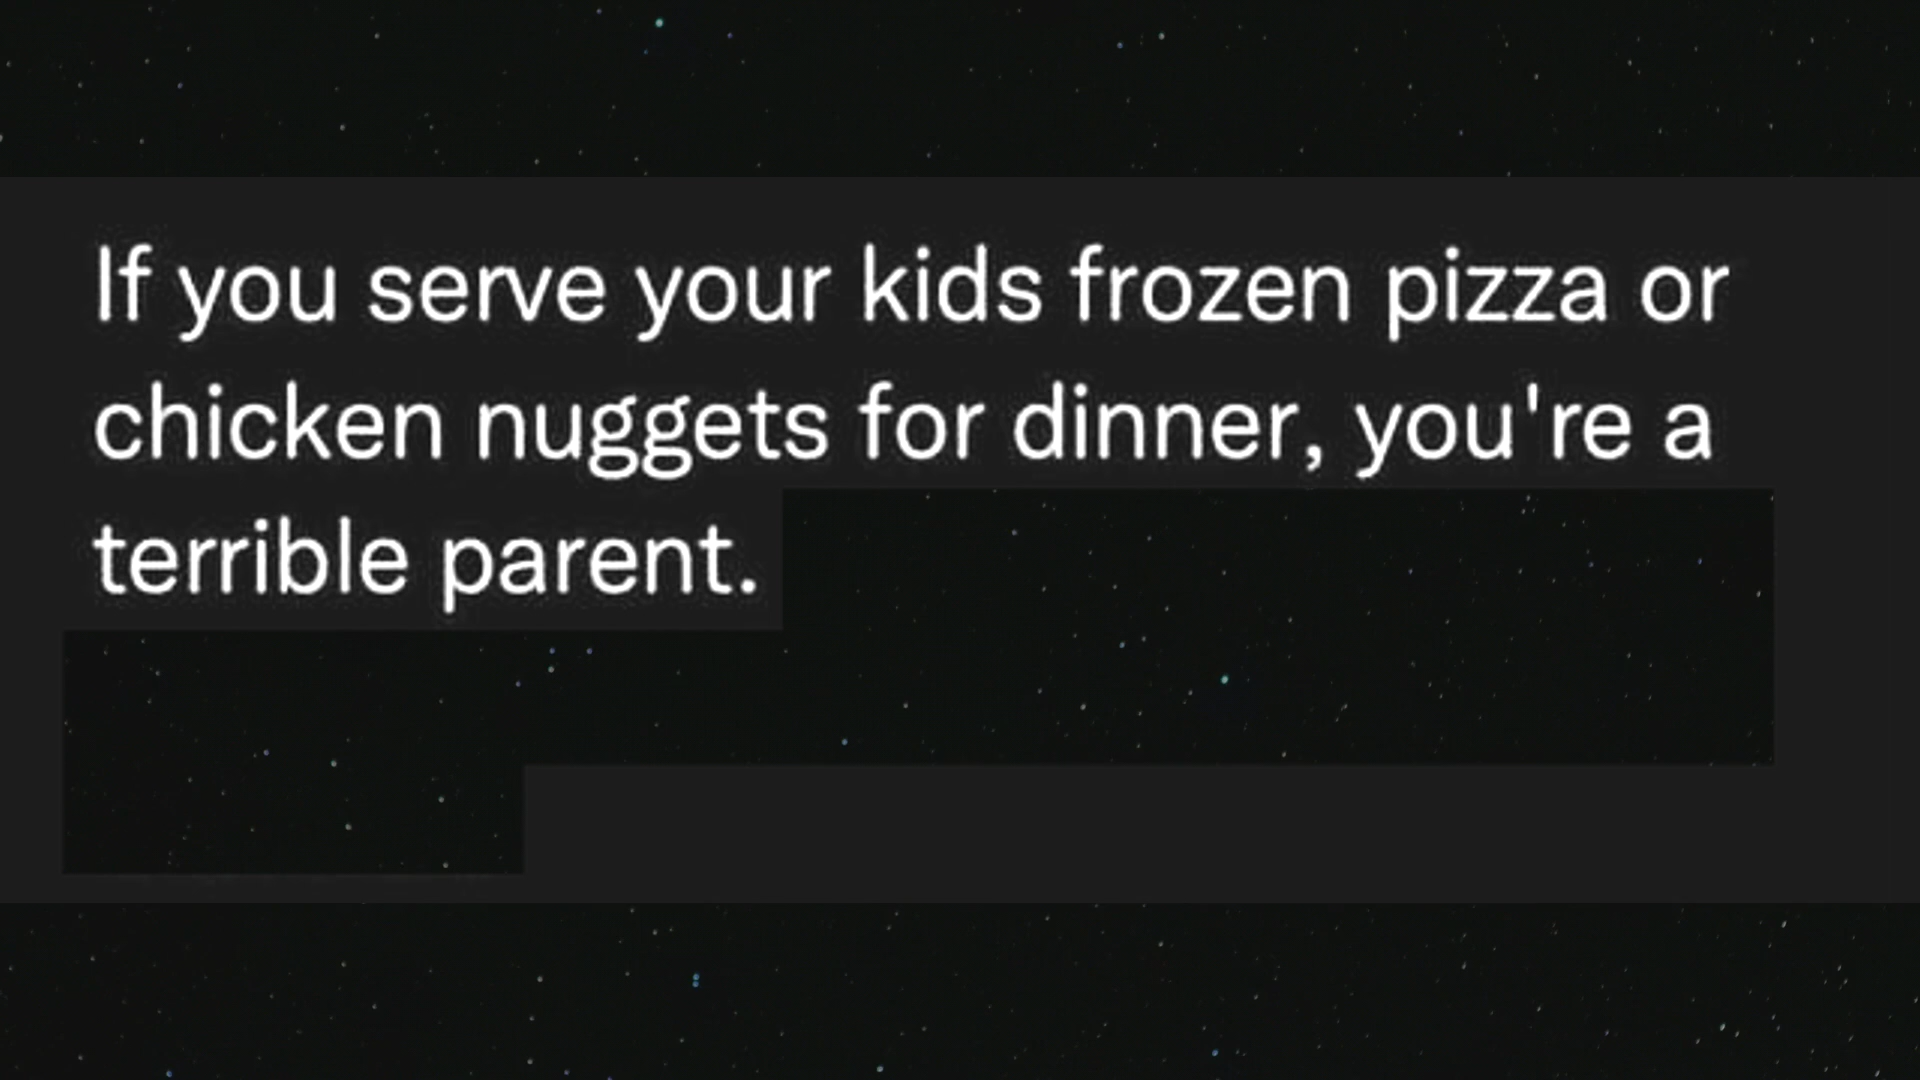 If you serve your kids frozen pizza or
chicken nuggets for dinner, you're a
terrible parent.